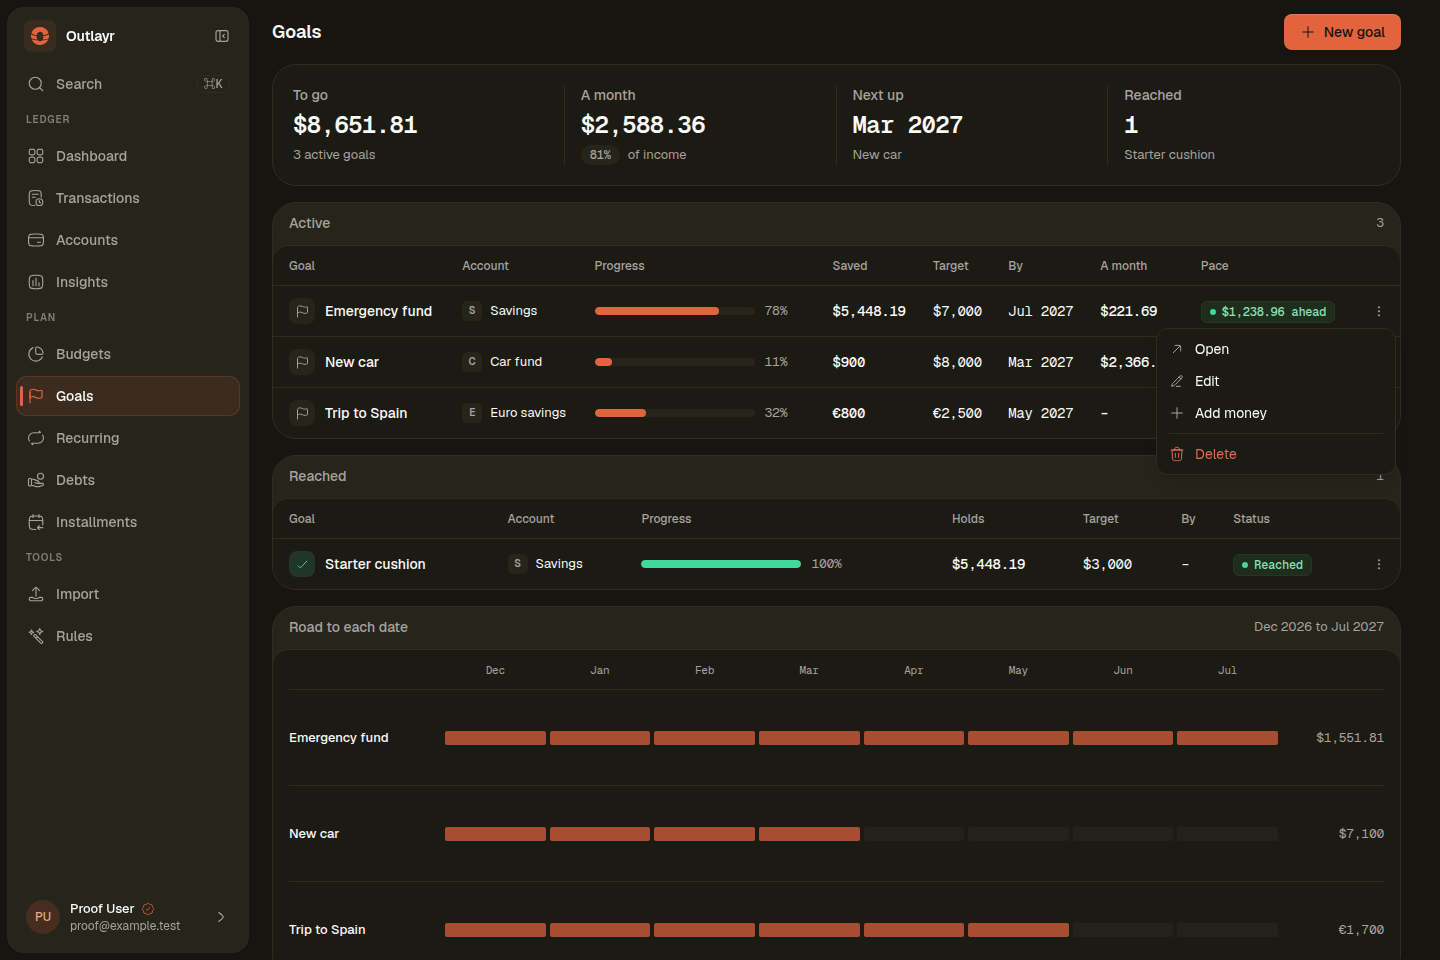 Outlayr
Search ⌘K
LEDGER
Dashboard
Transactions
Accounts
Insights
PLAN
Budgets
Goals
Recurring
Debts
Installments
TOOLS
Import
Rules
PU
Proof User
proof@example.test
Goals
New goal
To go
$8,651.81
3 active goals
A month
$2,588.36
81% of income
Next up
Mar 2027
New car
Reached
1
Starter cushion
Active 3
Goal Account Progress Saved Target By A month Pace
Emergency fund S Savings 78% $5,448.19 $7,000 Jul 2027 $221.69 $1,238.96 ahead
New car C Car fund 11% $900 $8,000 Mar 2027 $2,366.
Trip to Spain E Euro savings 32% €800 €2,500 May 2027 –
Open
Edit
Add money
Delete
Reached 1
Goal Account Progress Holds Target By Status
Starter cushion S Savings 100% $5,448.19 $3,000 – Reached
Road to each date Dec 2026 to Jul 2027
Dec Jan Feb Mar Apr May Jun Jul
Emergency fund $1,551.81
New car $7,100
Trip to Spain €1,700